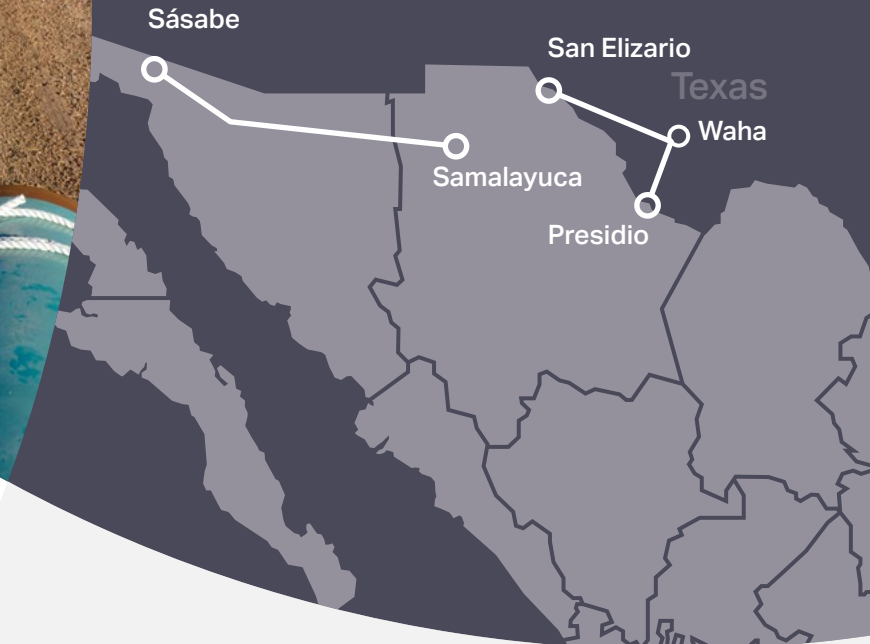 Sásabe
San Elizario
Texas
Waha
Samalayuca
Presidio